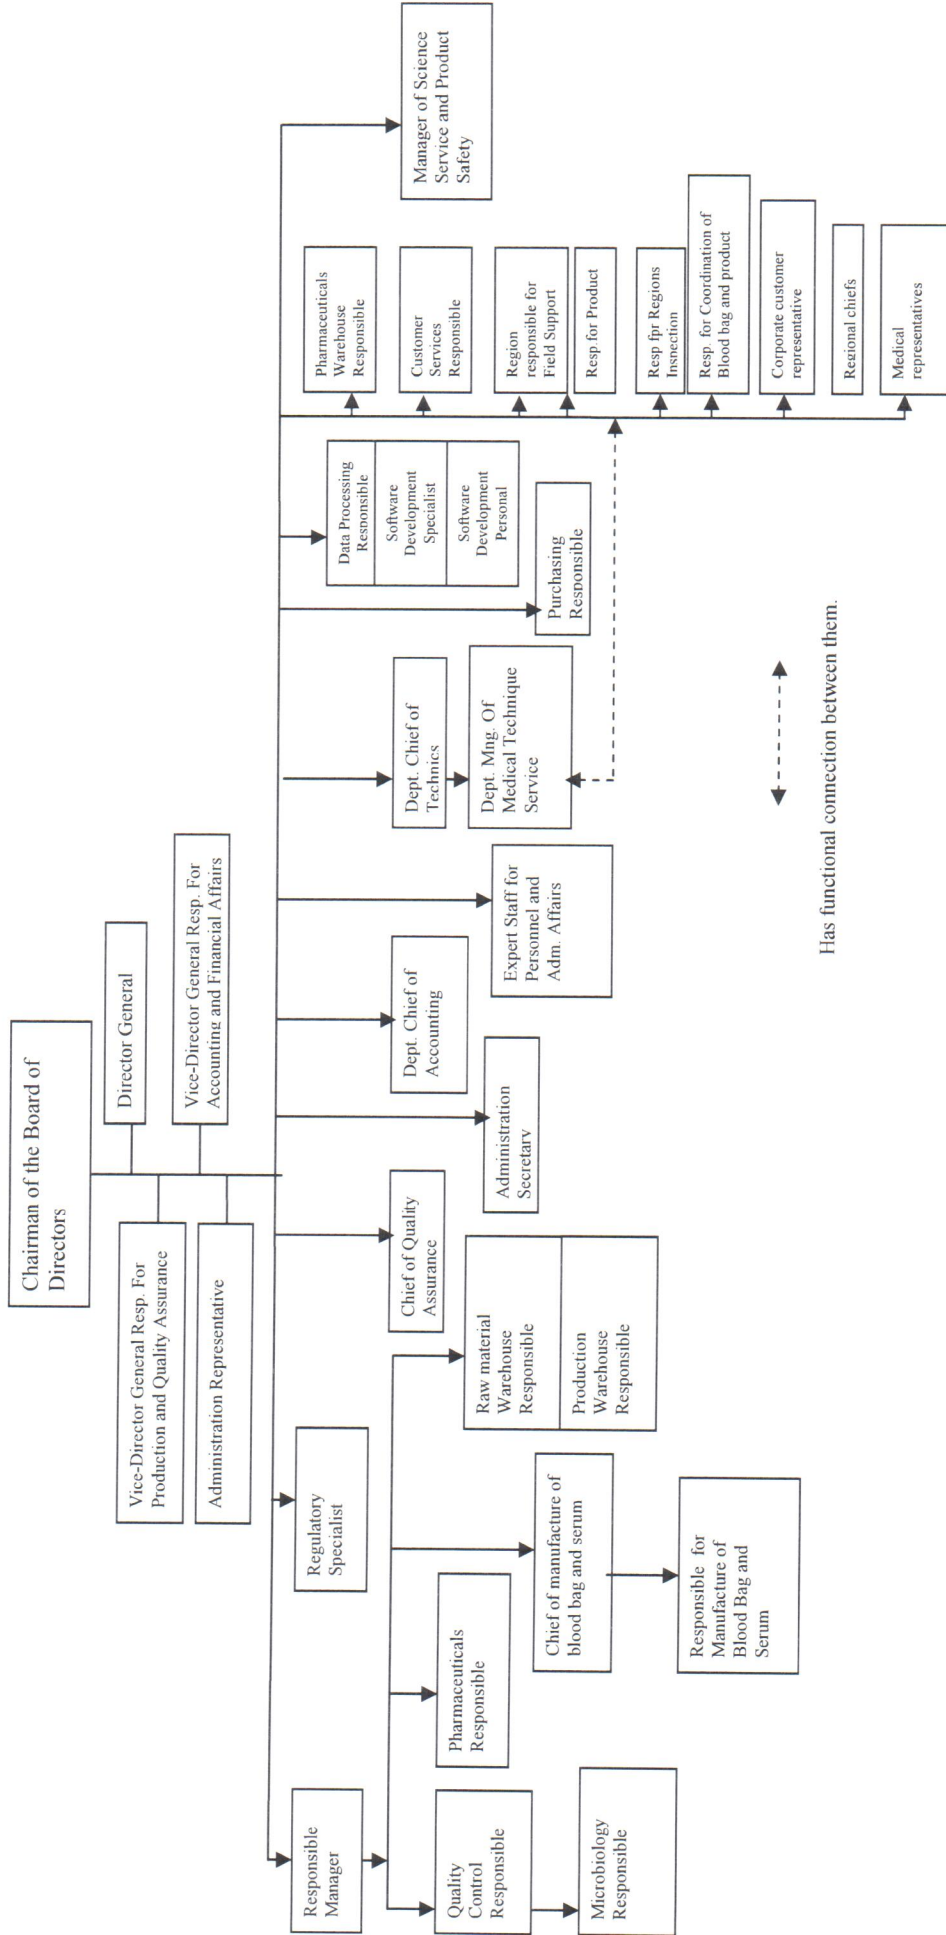 Chairman of the Board of
Directors
Director General
Vice-Director General Resp. For
Production and Quality Assurance
Vice-Director General Resp. For
Accounting and Financial Affairs
Administration Representative
Responsible
Manager
Regulatory
Specialist
Chief of Quality
Assurance
Administration
Secretary
Dept. Chief of
Accounting
Expert Staff for
Personnel and
Adm. Affairs
Dept. Chief of
Technics
Dept. Mng. Of
Medical Technique
Service
Purchasing
Responsible
Data Processing
Responsible
Software
Development
Specialist
Software
Development
Personal
Pharmaceuticals
Warehouse
Responsible
Customer
Services
Responsible
Region
responsible for
Field Support
Resp.for Product
Resp fpr Regions
Insnection
Resp. for Coordination of
Blood bag and product
Corporate customer
representative
Regional chiefs
Medical
representatives
Manager of Science
Service and Product
Safety
Quality
Control
Responsible
Microbiology
Responsible
Pharmaceuticals
Responsible
Chief of manufacture of
blood bag and serum
Responsible for
Manufacture of
Blood Bag and
Serum
Raw material
Warehouse
Responsible
Production
Warehouse
Responsible
Has functional connection between them.